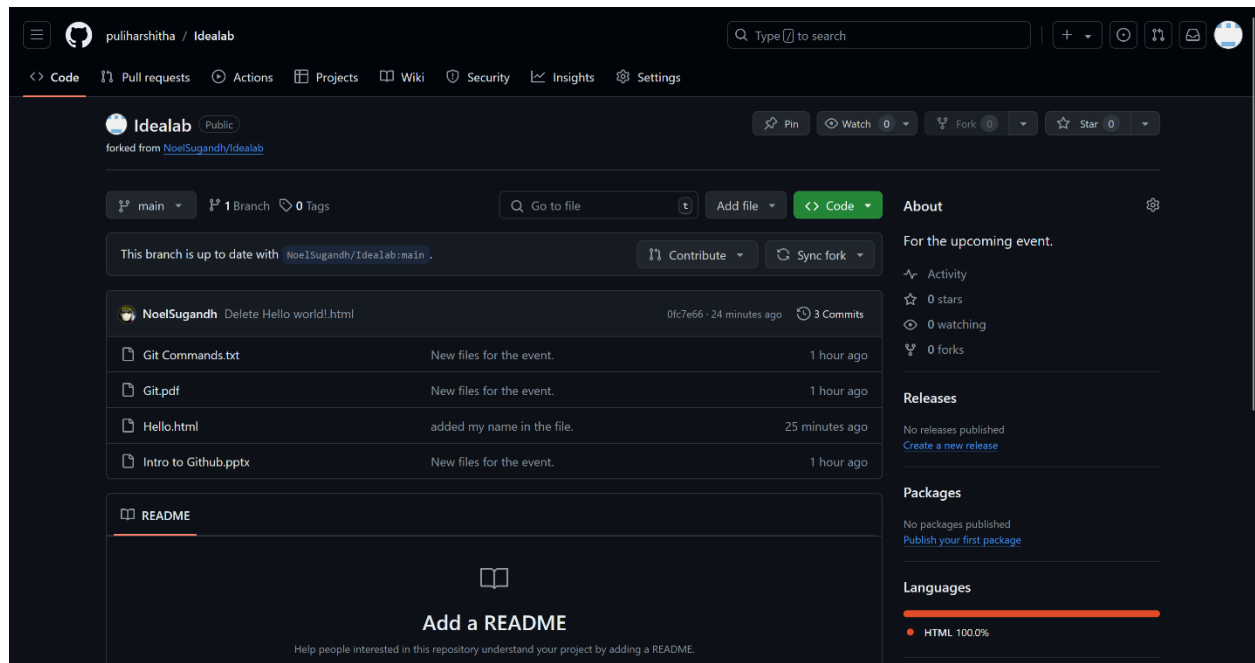 puliharshitha / Idealab
Type / to search
Code Pull requests Actions Projects Wiki Security Insights Settings
Idealab Public
Pin Watch 0 Fork 0 Star 0
forked from NoelSugandh/Idealab
main 1 Branch 0 Tags Go to file t Add file Code
This branch is up to date with NoelSugandh/Idealab:main . Contribute Sync fork
NoelSugandh Delete Hello world!.html 0fc7e66 · 24 minutes ago 3 Commits
Git Commands.txt New files for the event. 1 hour ago
Git.pdf New files for the event. 1 hour ago
Hello.html added my name in the file. 25 minutes ago
Intro to Github.pptx New files for the event. 1 hour ago
README
Add a README
Help people interested in this repository understand your project by adding a README.
About
For the upcoming event.
Activity
0 stars
0 watching
0 forks
Releases
No releases published
Create a new release
Packages
No packages published
Publish your first package
Languages
HTML 100.0%